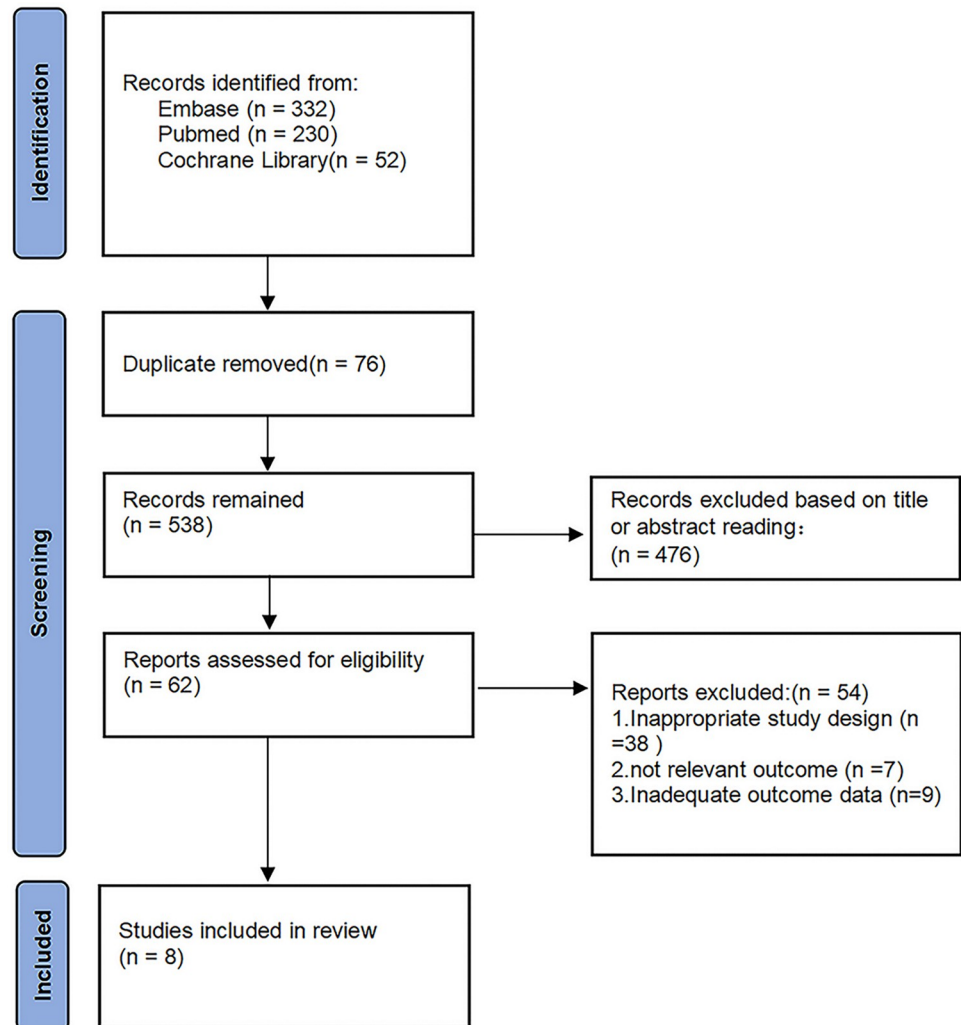 Identification
Records identified from:
Embase (n = 332)
Pubmed (n = 230)
Cochrane Library(n = 52)
Screening
Duplicate removed(n = 76)
Records remained
(n = 538)
Records excluded based on title
or abstract reading：
(n = 476)
Reports assessed for eligibility
(n = 62)
Reports excluded:(n = 54)
1.Inappropriate study design (n
=38 )
2.not relevant outcome (n =7)
3.Inadequate outcome data (n=9)
Included
Studies included in review
(n = 8)